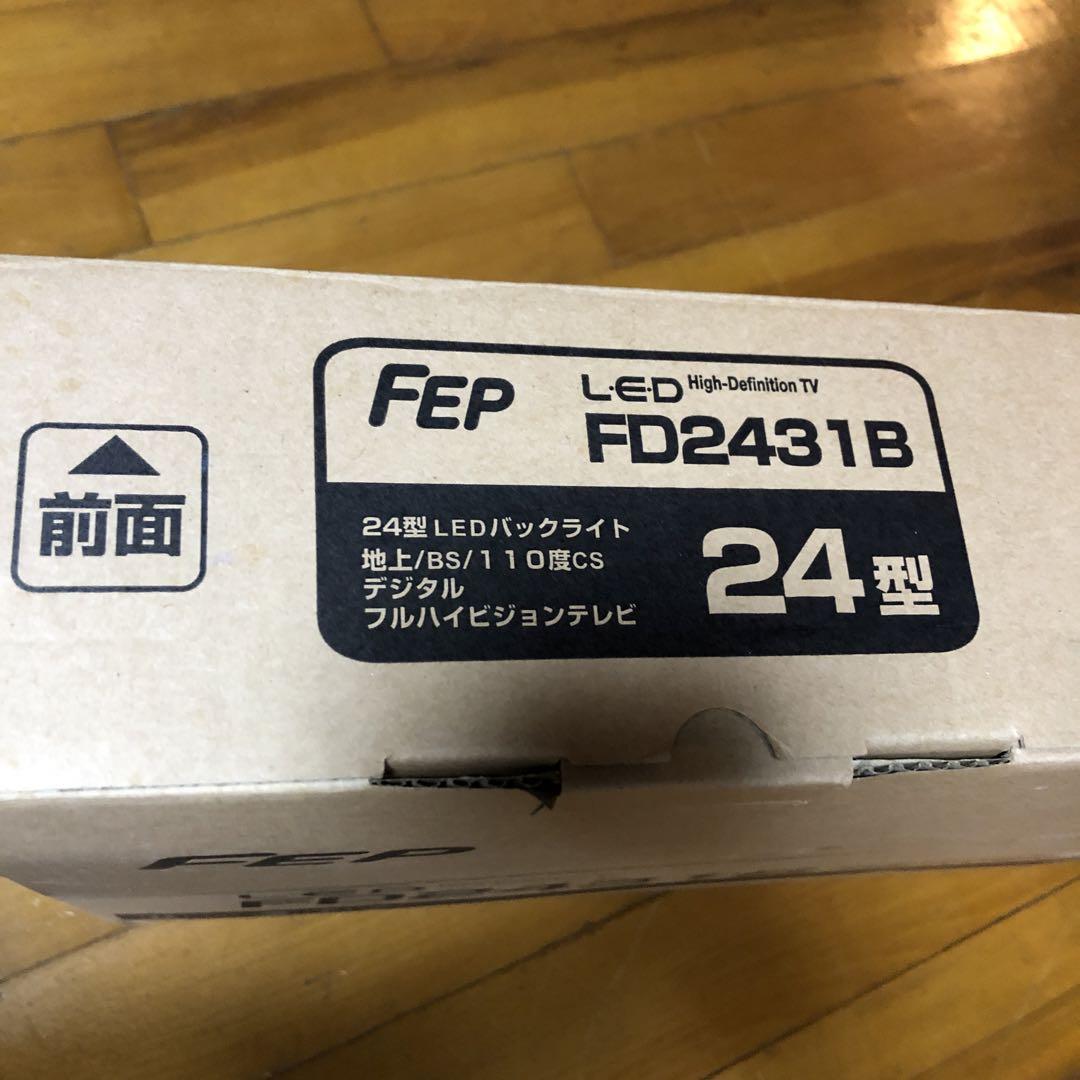 前面
FEP
L·E·D High-Definition TV
FD2431B
24型LEDバックライト
地上/BS/110度CS
デジタル
フルハイビジョンテレビ
24型
FEP